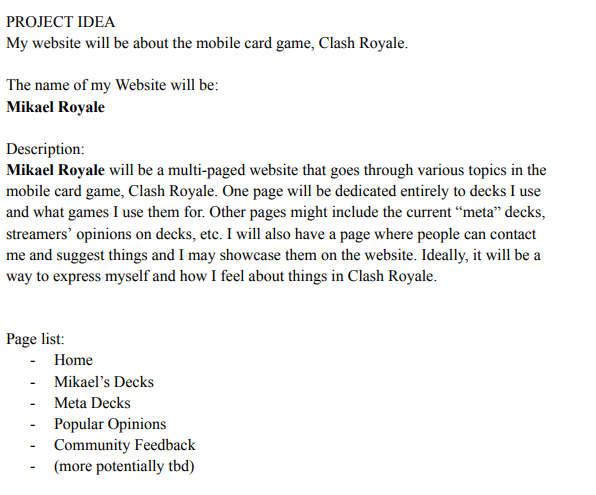 PROJECT IDEA
My website will be about the mobile card game, Clash Royale.
The name of my Website will be:
Mikael Royale
Description:
Mikael Royale will be a multi-paged website that goes through various topics in the
mobile card game, Clash Royale. One page will be dedicated entirely to decks I use
and what games I use them for. Other pages might include the current “meta” decks,
streamers’ opinions on decks, etc. I will also have a page where people can contact
me and suggest things and I may showcase them on the website. Ideally, it will be a
way to express myself and how I feel about things in Clash Royale.
Page list:
- Home
- Mikael’s Decks
- Meta Decks
- Popular Opinions
- Community Feedback
- (more potentially tbd)